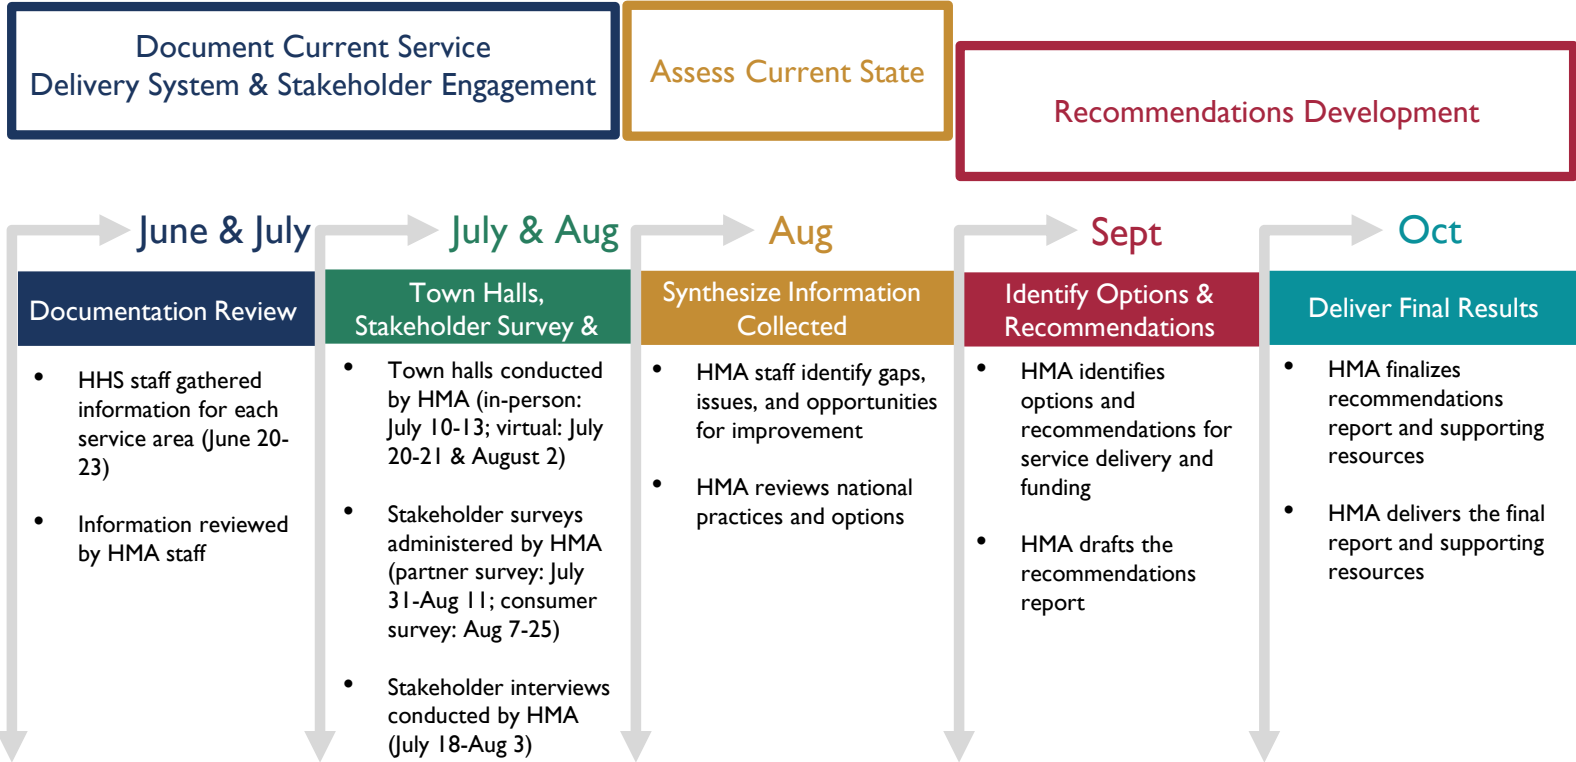 Document Current Service
Delivery System & Stakeholder Engagement
Assess Current State
Recommendations Development
June & July
July & Aug
Aug
Sept
Oct
Documentation Review
Town Halls,
Stakeholder Survey &
Synthesize Information
Collected
Identify Options &
Recommendations
Deliver Final Results
• HHS staff gathered
information for each
service area (June 20-
23)
• Information reviewed
by HMA staff
• Town halls conducted
by HMA (in-person:
July 10-13; virtual: July
20-21 & August 2)
• Stakeholder surveys
administered by HMA
(partner survey: July
31-Aug 11; consumer
survey: Aug 7-25)
• Stakeholder interviews
conducted by HMA
(July 18-Aug 3)
• HMA staff identify gaps,
issues, and opportunities
for improvement
• HMA reviews national
practices and options
• HMA identifies
options and
recommendations for
service delivery and
funding
• HMA drafts the
recommendations
report
• HMA finalizes
recommendations
report and supporting
resources
• HMA delivers the final
report and supporting
resources